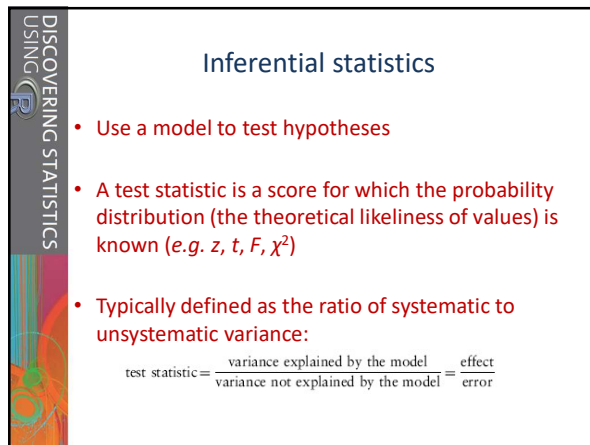 DISCOVERING STATISTICS
USING R
Inferential statistics
• Use a model to test hypotheses
• A test statistic is a score for which the probability
distribution (the theoretical likeliness of values) is
known (e.g. z, t, F, χ²)
• Typically defined as the ratio of systematic to
unsystematic variance:
test statistic = variance explained by the model / variance not explained by the model = effect / error